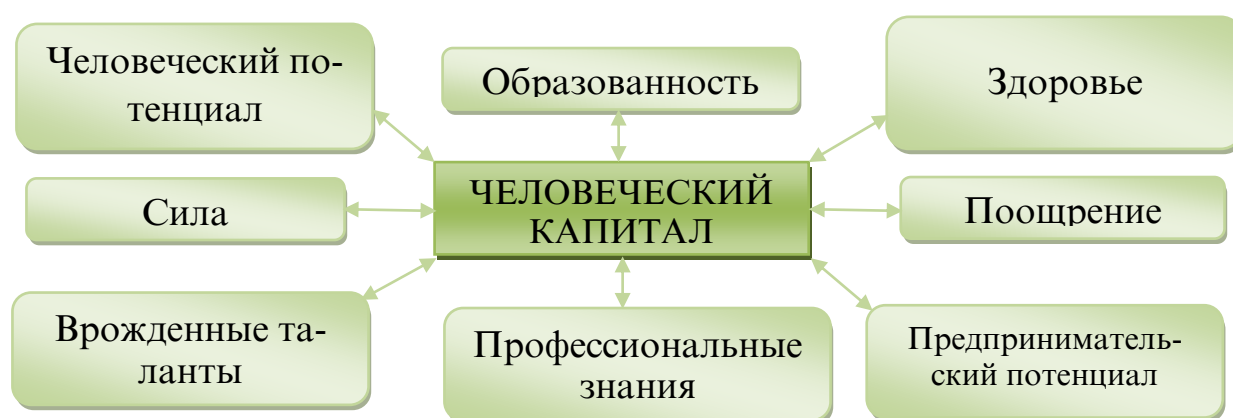 Человеческий по-
тенциал
Образованность
Здоровье
Сила
ЧЕЛОВЕЧЕСКИЙ
КАПИТАЛ
Поощрение
Врожденные та-
ланты
Профессиональные
знания
Предприниматель-
ский потенциал